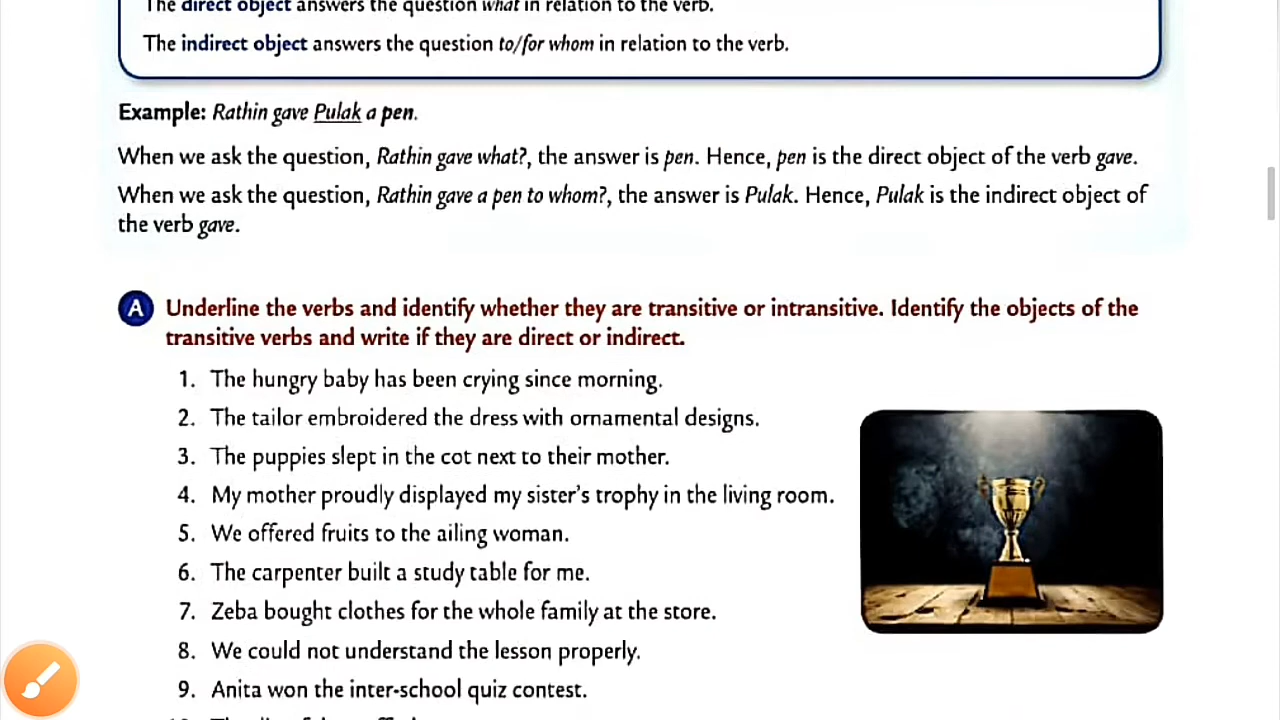 The direct object answers the question what in relation to the verb.
The indirect object answers the question to/for whom in relation to the verb.
Example: Rathin gave Pulak a pen.
When we ask the question, Rathin gave what?, the answer is pen. Hence, pen is the direct object of the verb gave.
When we ask the question, Rathin gave a pen to whom?, the answer is Pulak. Hence, Pulak is the indirect object of
the verb gave.
A Underline the verbs and identify whether they are transitive or intransitive. Identify the objects of the
transitive verbs and write if they are direct or indirect.
1. The hungry baby has been crying since morning.
2. The tailor embroidered the dress with ornamental designs.
3. The puppies slept in the cot next to their mother.
4. My mother proudly displayed my sister's trophy in the living room.
5. We offered fruits to the ailing woman.
6. The carpenter built a study table for me.
7. Zeba bought clothes for the whole family at the store.
8. We could not understand the lesson properly.
9. Anita won the inter-school quiz contest.